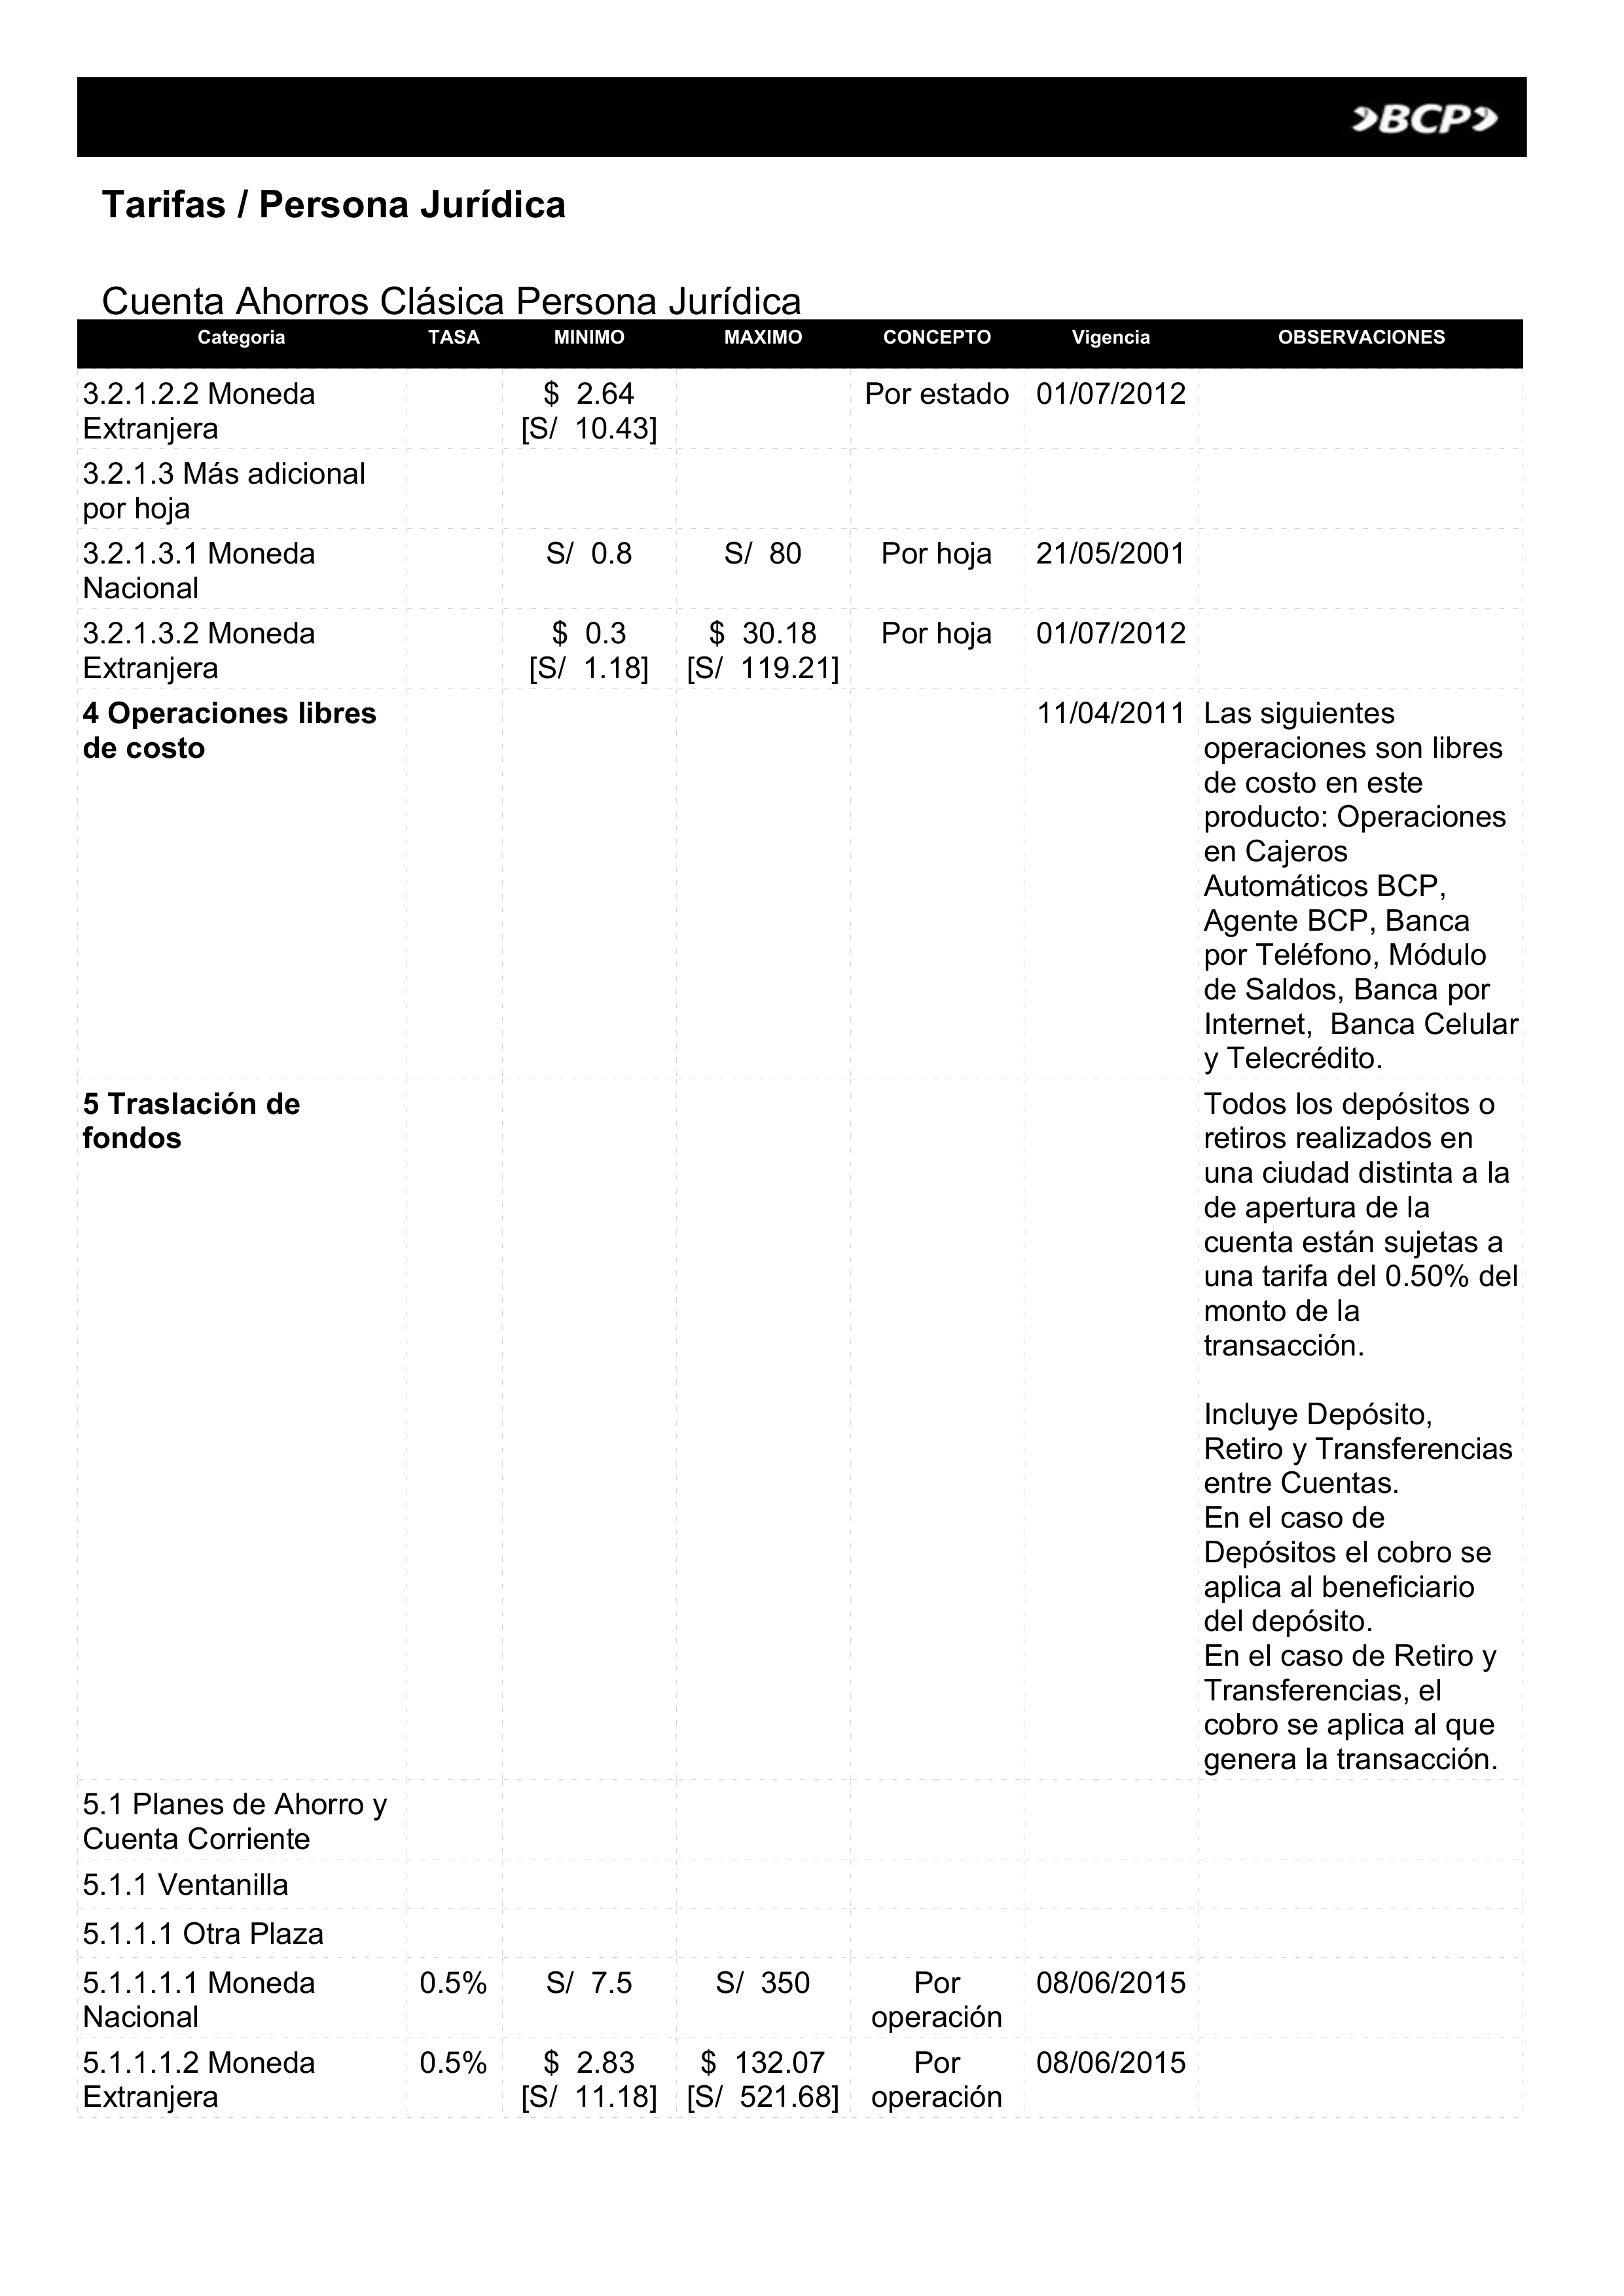 BCP
Tarifas / Persona Jurídica
Cuenta Ahorros Clásica Persona Jurídica
Categoria TASA MINIMO MAXIMO CONCEPTO Vigencia OBSERVACIONES
3.2.1.2.2 Moneda $ 2.64 Por estado 01/07/2012
Extranjera [S/ 10.43]
3.2.1.3 Más adicional
por hoja
3.2.1.3.1 Moneda S/ 0.8 S/ 80 Por hoja 21/05/2001
Nacional
3.2.1.3.2 Moneda $ 0.3 $ 30.18 Por hoja 01/07/2012
Extranjera [S/ 1.18] [S/ 119.21]
4 Operaciones libres 11/04/2011 Las siguientes
de costo operaciones son libres
de costo en este
producto: Operaciones
en Cajeros
Automáticos BCP,
Agente BCP, Banca
por Teléfono, Módulo
de Saldos, Banca por
Internet, Banca Celular
y Telecrédito.
5 Traslación de Todos los depósitos o
fondos retiros realizados en
una ciudad distinta a la
de apertura de la
cuenta están sujetas a
una tarifa del 0.50% del
monto de la
transacción.
Incluye Depósito,
Retiro y Transferencias
entre Cuentas.
En el caso de
Depósitos el cobro se
aplica al beneficiario
del depósito.
En el caso de Retiro y
Transferencias, el
cobro se aplica al que
genera la transacción.
5.1 Planes de Ahorro y
Cuenta Corriente
5.1.1 Ventanilla
5.1.1.1 Otra Plaza
5.1.1.1.1 Moneda 0.5% S/ 7.5 S/ 350 Por 08/06/2015
Nacional operación
5.1.1.1.2 Moneda 0.5% $ 2.83 $ 132.07 Por 08/06/2015
Extranjera [S/ 11.18] [S/ 521.68] operación